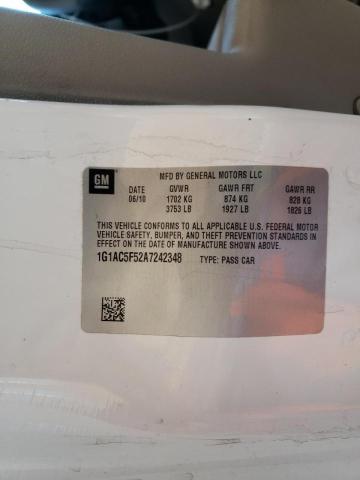 GM
MFD BY GENERAL MOTORS LLC
DATE GVWR GAWR FRT GAWR RR
06/10 1702 KG 874 KG 828 KG
3753 LB 1927 LB 1826 LB
THIS VEHICLE CONFORMS TO ALL APPLICABLE U.S. FEDERAL MOTOR
VEHICLE SAFETY, BUMPER, AND THEFT PREVENTION STANDARDS IN
EFFECT ON THE DATE OF MANUFACTURE SHOWN ABOVE.
1G1AC5F52A7242348 TYPE: PASS CAR